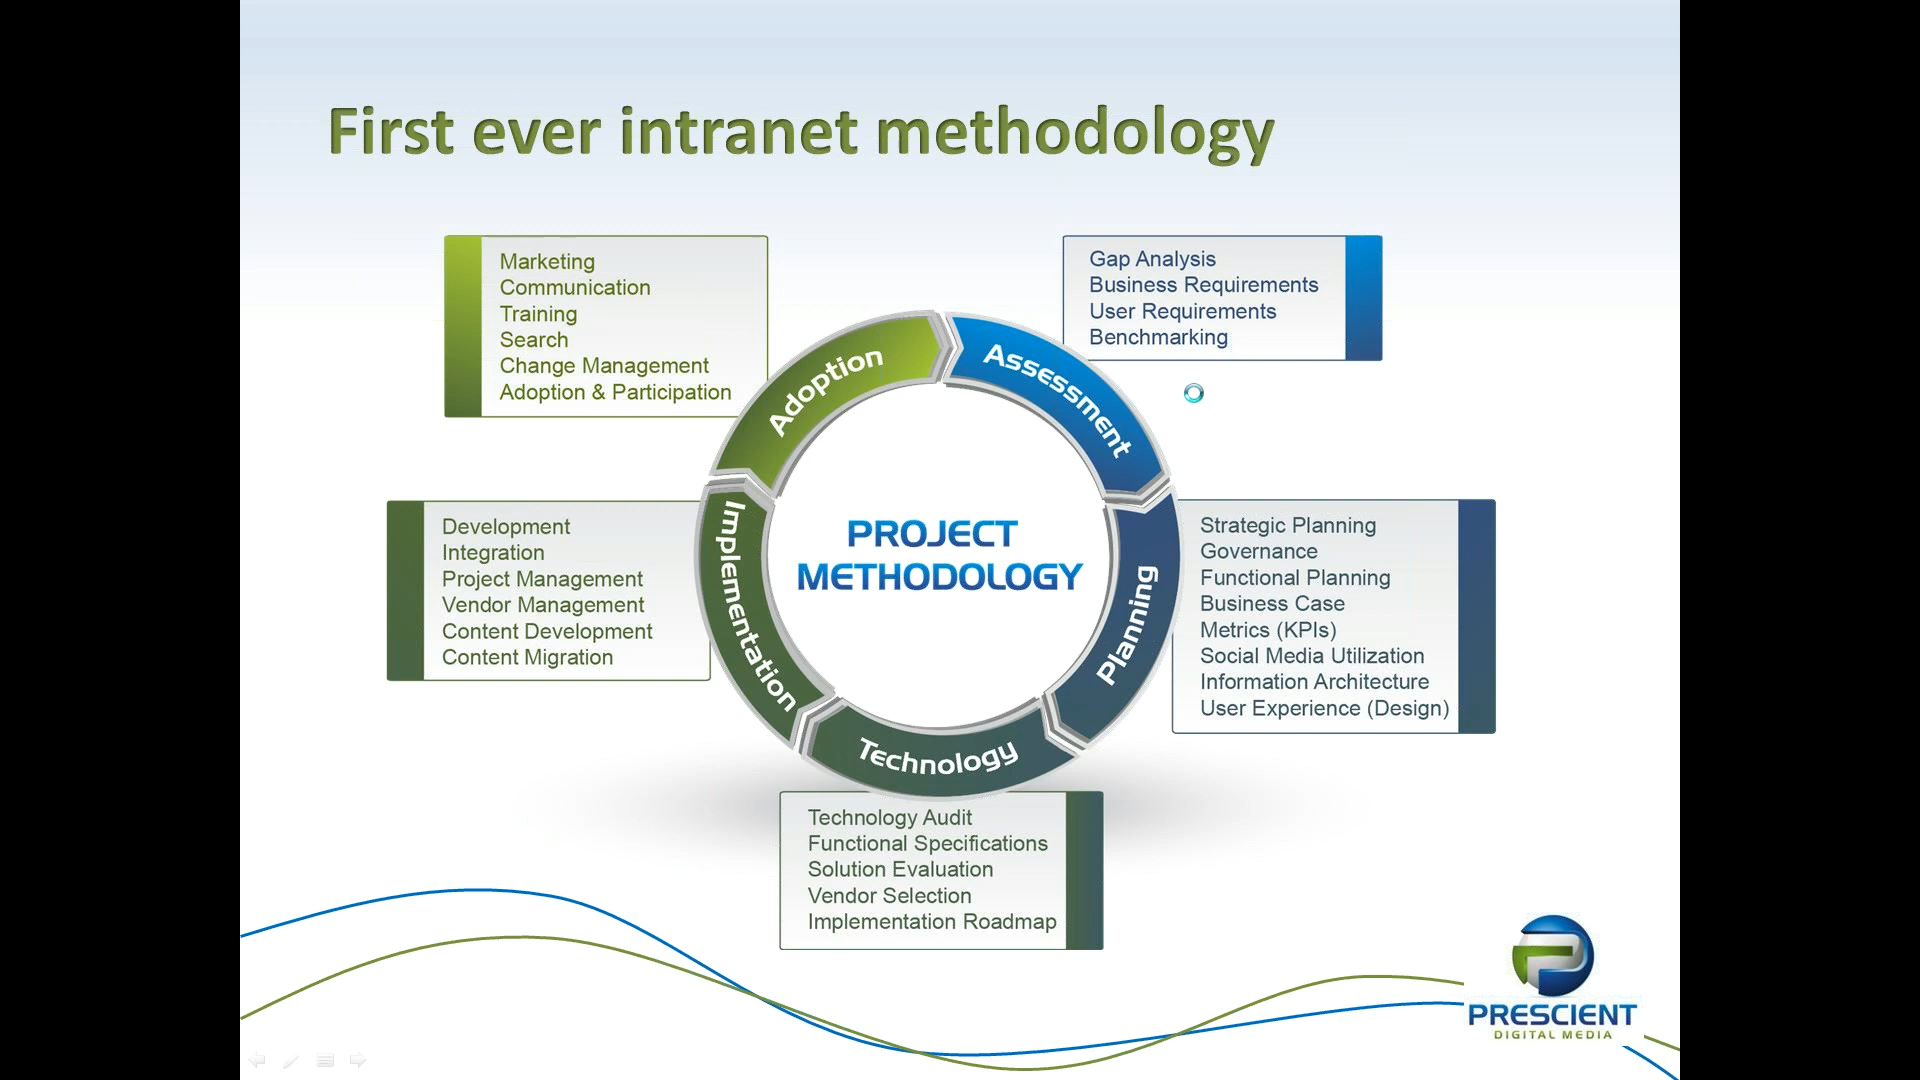 First ever intranet methodology
Marketing
Communication
Training
Search
Change Management
Adoption & Participation
Gap Analysis
Business Requirements
User Requirements
Benchmarking
Adoption
Assessment
PROJECT
METHODOLOGY
Development
Integration
Project Management
Vendor Management
Content Development
Content Migration
Implementation
Planning
Strategic Planning
Governance
Functional Planning
Business Case
Metrics (KPIs)
Social Media Utilization
Information Architecture
User Experience (Design)
Technology
Technology Audit
Functional Specifications
Solution Evaluation
Vendor Selection
Implementation Roadmap
PRESCIENT
DIGITAL MEDIA